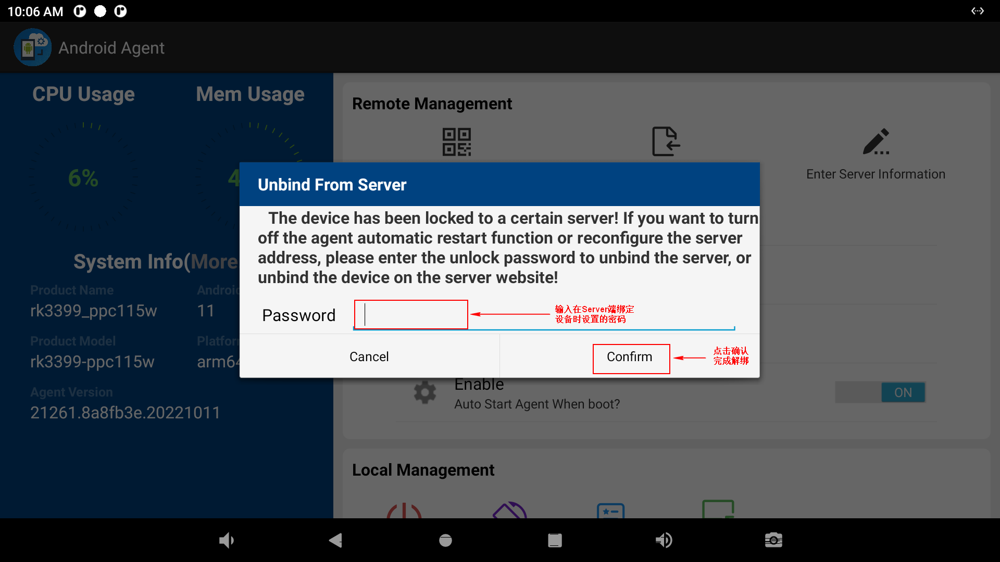 10:06 AM
Android Agent
CPU Usage
Mem Usage
6%
4
System Info(More
Product Name
Android
rk3399_ppc115w
11
Product Model
Platform
rk3399-ppc115w
arm64
Agent Version
21261.8a8fb3e.20221011
Remote Management
Enter Server Information
Unbind From Server
The device has been locked to a certain server! If you want to turn
off the agent automatic restart function or reconfigure the server
address, please enter the unlock password to unbind the server, or
unbind the device on the server website!
Password
输入在Server端绑定
设备时设置的密码
Cancel
Confirm
点击确认
完成解绑
Enable
Auto Start Agent When boot?
ON
Local Management